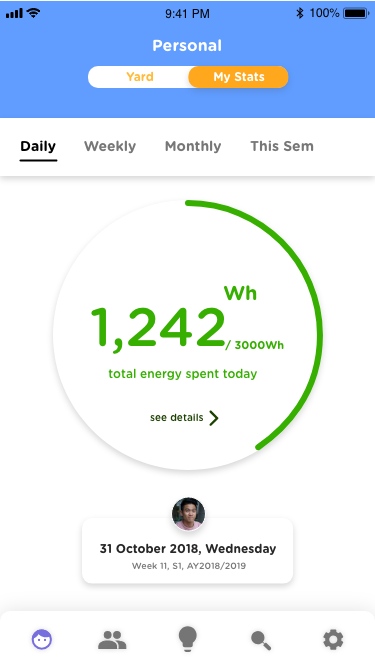 9:41 PM 100%
Personal
Yard My Stats
Daily Weekly Monthly This Sem
Wh
1,242 / 3000Wh
total energy spent today
see details
31 October 2018, Wednesday
Week 11, S1, AY2018/2019